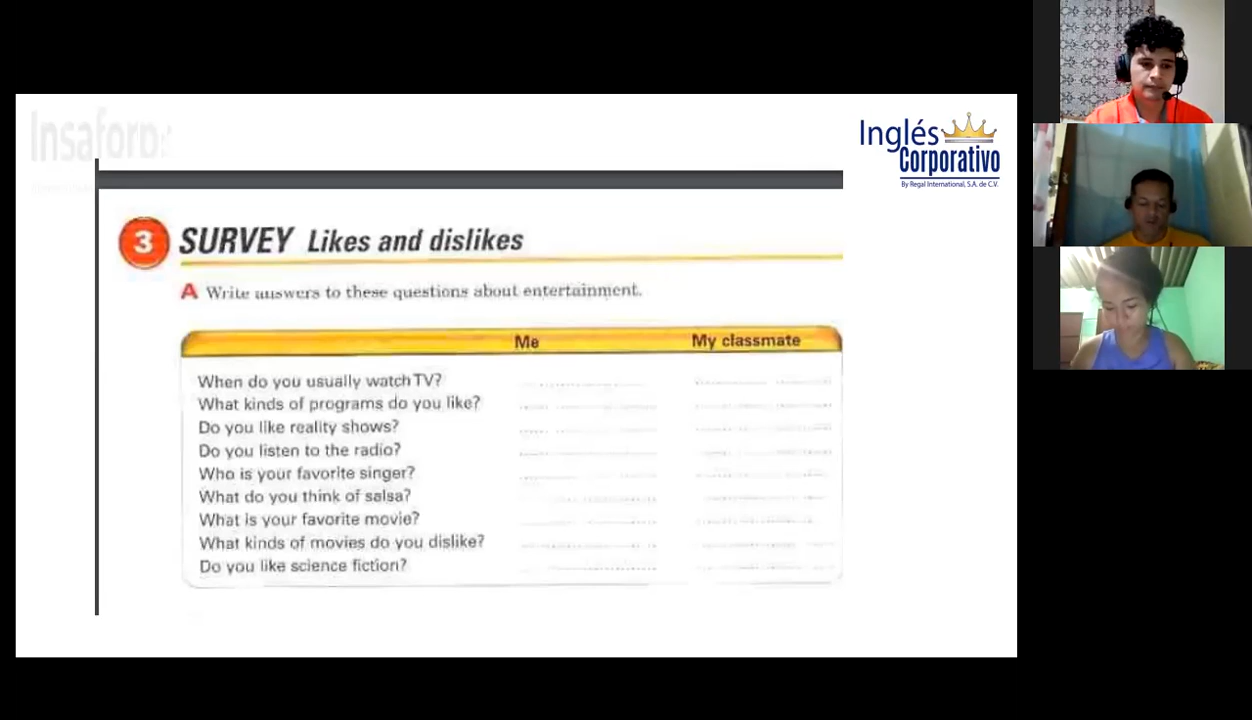 Insaforp
Inglés
Corporativo
By Regal International, S.A. de C.V.
3 SURVEY Likes and dislikes
A Write answers to these questions about entertainment.
Me My classmate
When do you usually watch TV?
What kinds of programs do you like?
Do you like reality shows?
Do you listen to the radio?
Who is your favorite singer?
What do you think of salsa?
What is your favorite movie?
What kinds of movies do you dislike?
Do you like science fiction?